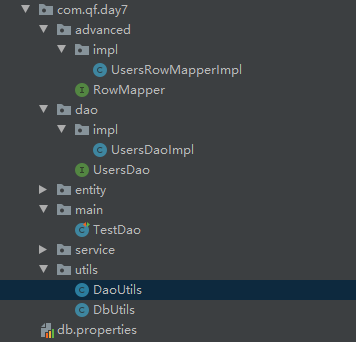 com.qf.day7
advanced
impl
UsersRowMapperImpl
RowMapper
dao
impl
UsersDaoImpl
UsersDao
entity
main
TestDao
service
utils
DaoUtils
DbUtils
db.properties